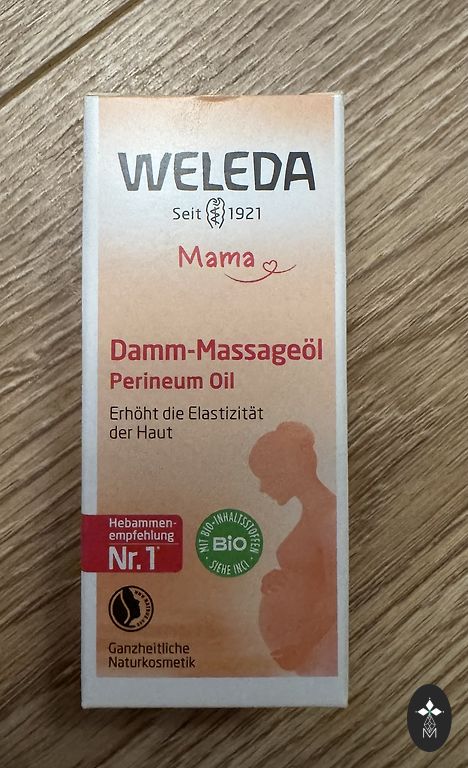 WELEDA
Seit 1921
Mama
Damm-Massageöl
Perineum Oil
Erhöht die Elastizität
der Haut
Hebammen-
empfehlung
Nr. 1*
MIT BIO-INHALTSSTOFFEN
BIO
SIEHE INCI
Ganzheitliche
Naturkosmetik
M